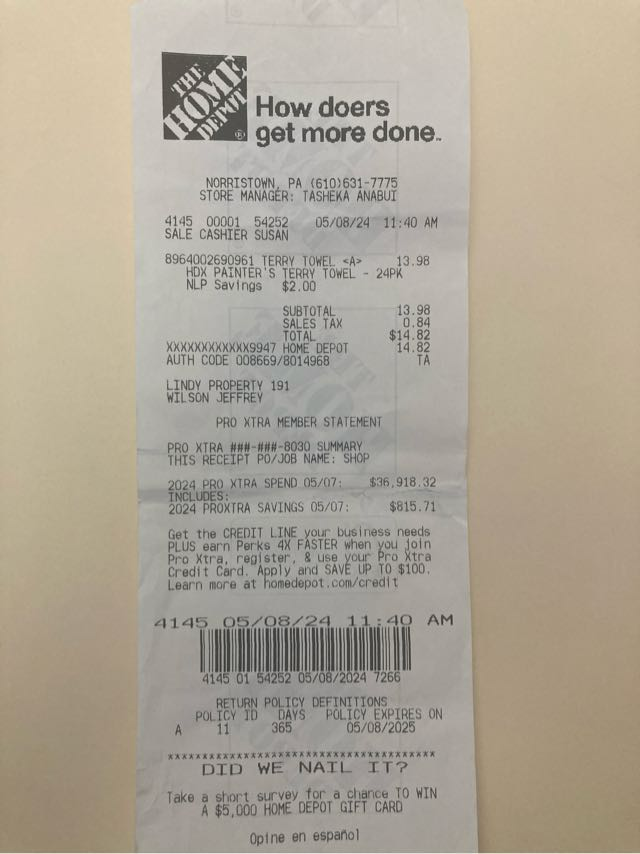 THE
HOME
DEPOT
®
How doers
get more done™
NORRISTOWN, PA (610)631-7775
STORE MANAGER: TASHEKA ANABUI
4145 00001 54252 05/08/24 11:40 AM
SALE CASHIER SUSAN
8964002690961 TERRY TOWEL <A> 13.98
HDX PAINTER'S TERRY TOWEL - 24PK
NLP Savings $2.00
SUBTOTAL 13.98
SALES TAX 0.84
TOTAL $14.82
XXXXXXXXXXXX9947 HOME DEPOT 14.82
AUTH CODE 008669/8014968 TA
LINDY PROPERTY 191
WILSON JEFFREY
PRO XTRA MEMBER STATEMENT
PRO XTRA ###-###-8030 SUMMARY
THIS RECEIPT PO/JOB NAME: SHOP
2024 PRO XTRA SPEND 05/07: $36,918.32
INCLUDES:
2024 PROXTRA SAVINGS 05/07: $815.71
Get the CREDIT LINE your business needs
PLUS earn Perks 4X FASTER when you join
Pro Xtra, register, & use your Pro Xtra
Credit Card. Apply and SAVE UP TO $100.
Learn more at homedepot.com/credit
4145 05/08/24 11:40 AM
4145 01 54252 05/08/2024 7266
RETURN POLICY DEFINITIONS
POLICY ID DAYS POLICY EXPIRES ON
A 11 365 05/08/2025
DID WE NAIL IT?
Take a short survey for a chance TO WIN
A $5,000 HOME DEPOT GIFT CARD
Opine en español